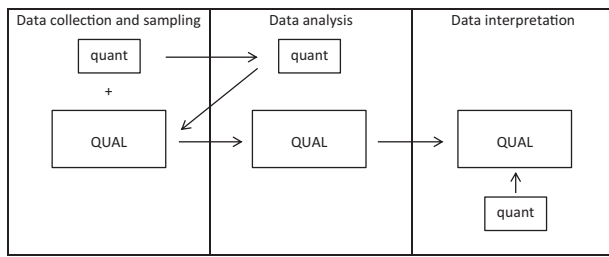 Data collection and sampling
Data analysis
Data interpretation
quant
quant
+
QUAL
QUAL
QUAL
quant